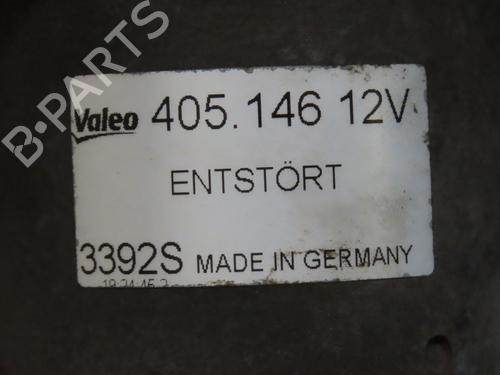 B-PARTS
Valeo 405.146 12V
ENTSTÖRT
3392S MADE IN GERMANY